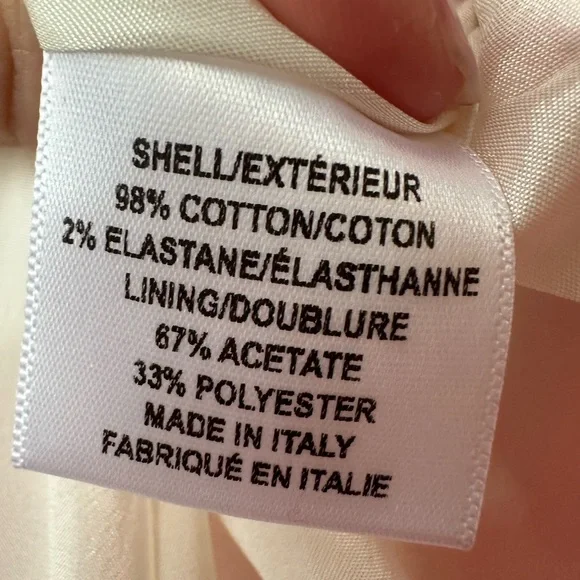 SHELL/EXTÉRIEUR
98% COTTON/COTON
2% ELASTANE/ÉLASTHANNE
LINING/DOUBLURE
67% ACETATE
33% POLYESTER
MADE IN ITALY
FABRIQUÉ EN ITALIE